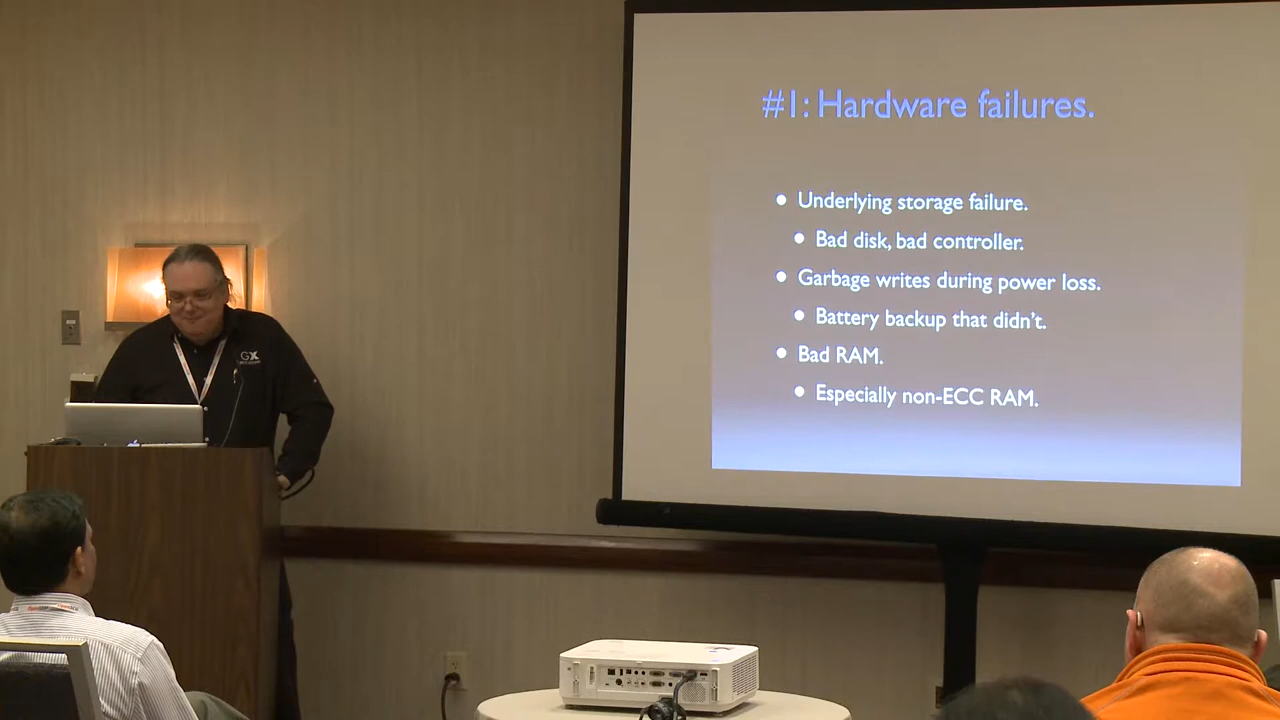 #1: Hardware failures.
Underlying storage failure.
Bad disk, bad controller.
Garbage writes during power loss.
Battery backup that didn't.
Bad RAM.
Especially non-ECC RAM.
GX